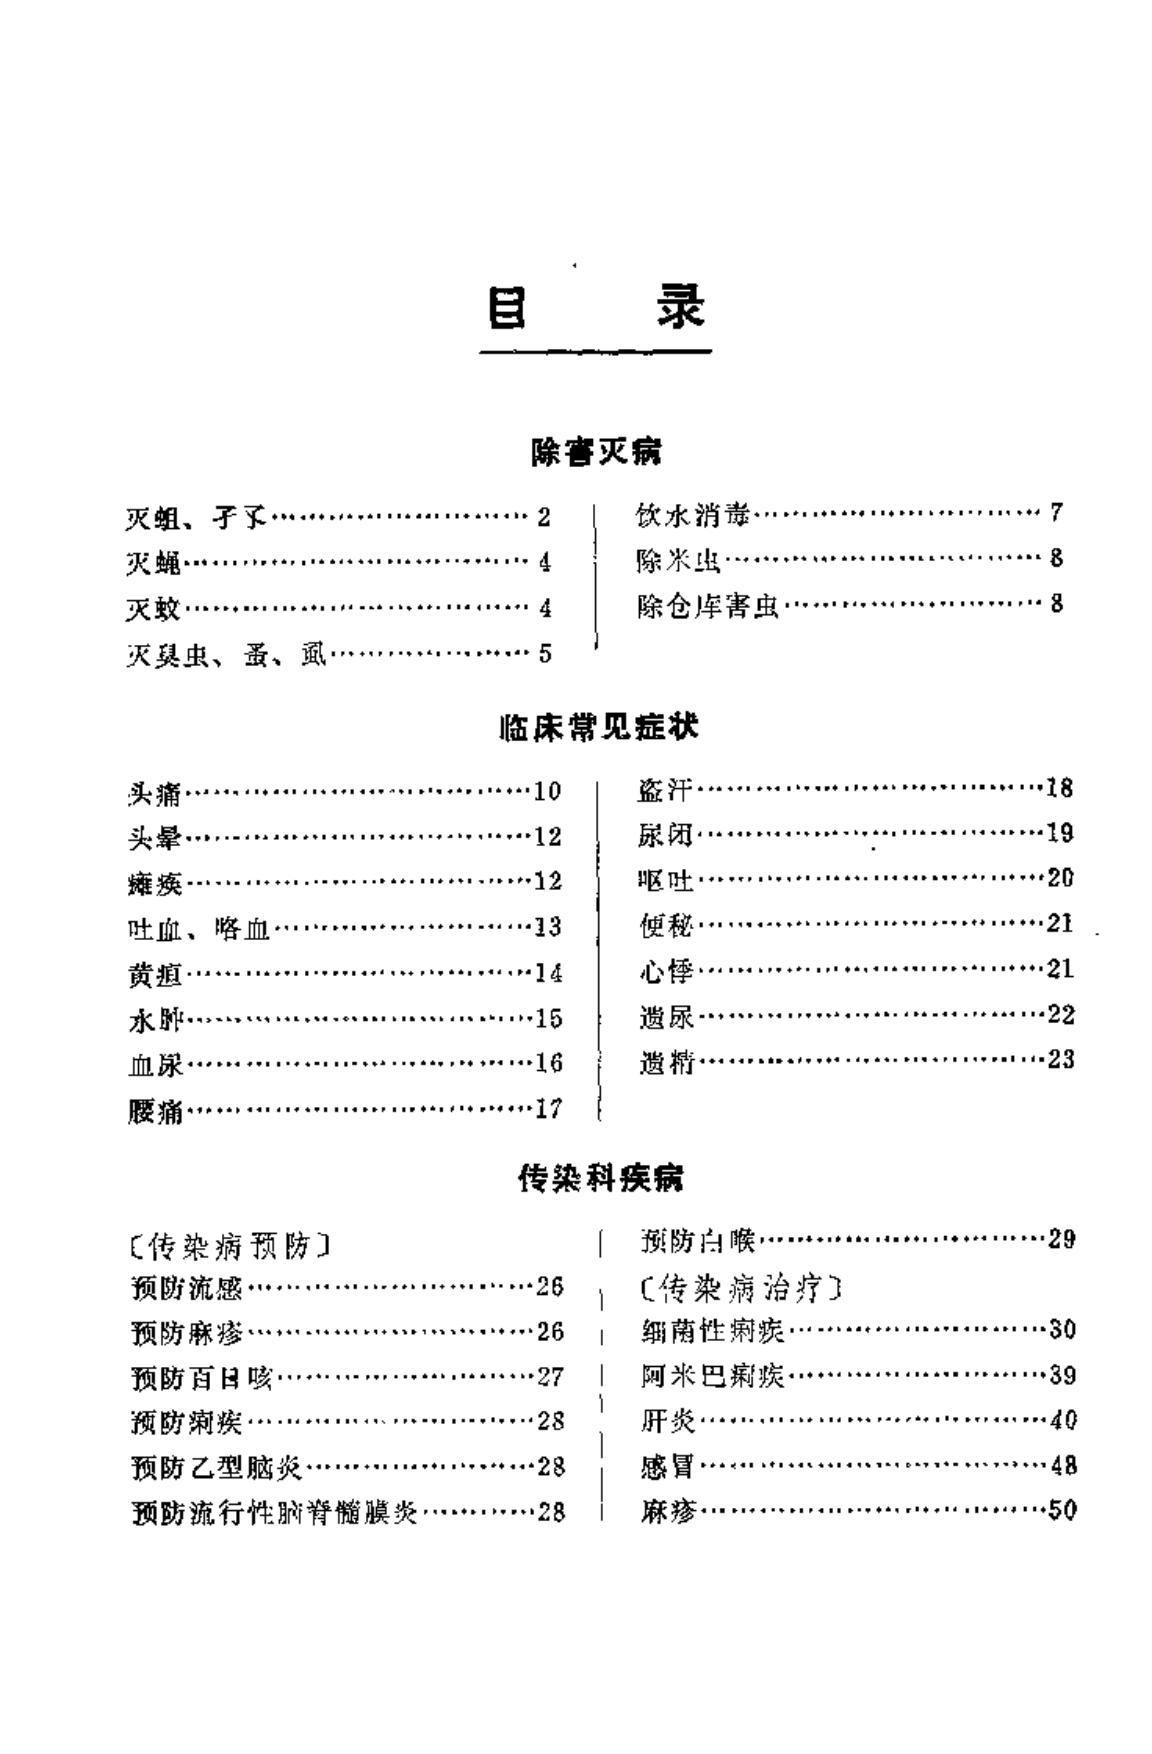 目 录
除害灭病
灭蛆、孑孓…………………………2
灭蝇…………………………………4
灭蚊…………………………………4
灭臭虫、蚤、虱……………………5
饮水消毒……………………………7
除米虫………………………………8
除仓库害虫…………………………8
临床常见症状
头痛…………………………………10
头晕…………………………………12
瘫痪…………………………………12
吐血、咯血…………………………13
黄疸…………………………………14
水肿…………………………………15
血尿…………………………………16
腰痛…………………………………17
盗汗…………………………………18
尿闭…………………………………19
呕吐…………………………………20
便秘…………………………………21
心悸…………………………………21
遗尿…………………………………22
遗精…………………………………23
传染科疾病
〔传染病预防〕
预防流感……………………………26
预防麻疹……………………………26
预防百日咳…………………………27
预防痢疾……………………………28
预防乙型脑炎………………………28
预防流行性脑脊髓膜炎……………28
预防白喉……………………………29
〔传染病治疗〕
细菌性痢疾…………………………30
阿米巴痢疾…………………………39
肝炎…………………………………40
感冒…………………………………48
麻疹…………………………………50